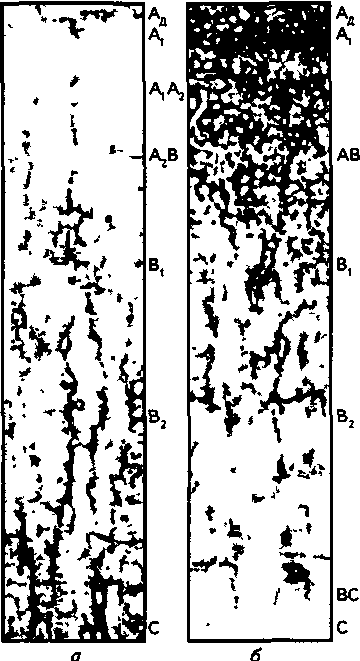 Aд
A₁
A₁A₂
A₂B
B₁
B₂
C
а
Aд
A₁
AB
B₁
B₂
BC
C
б